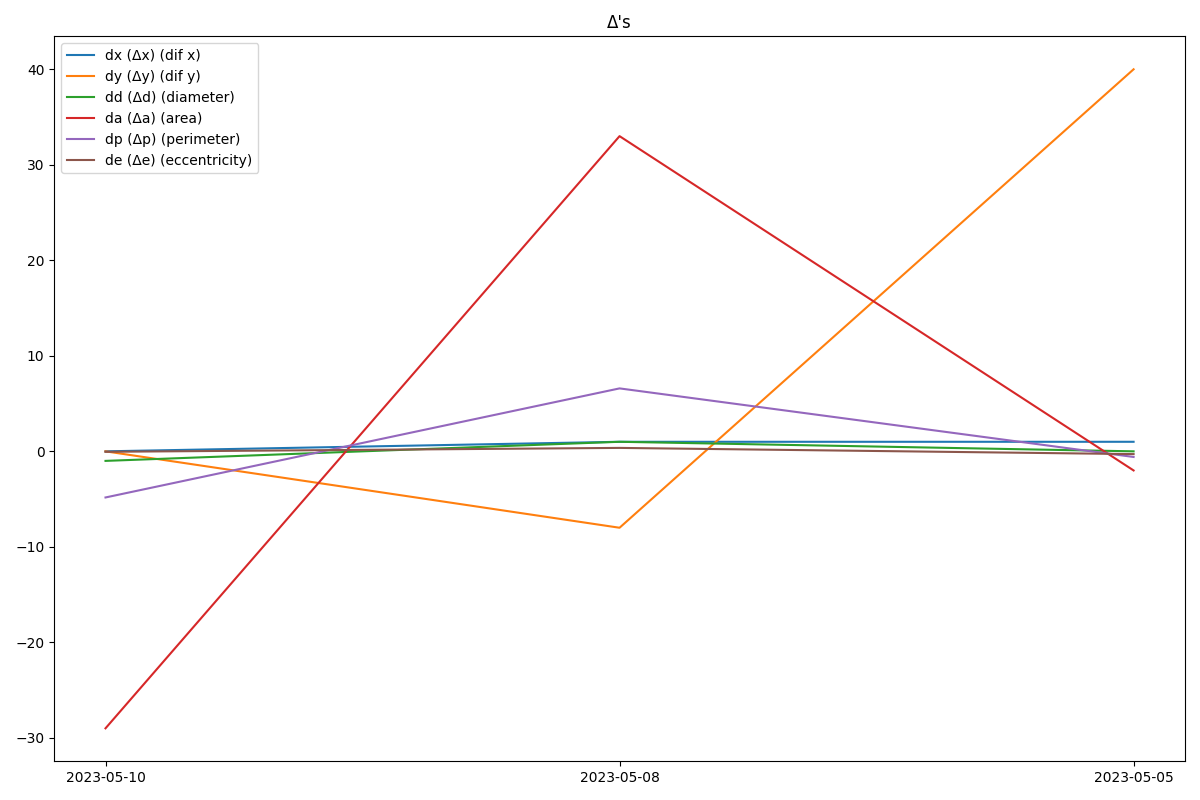 Δ's
dx (Δx) (dif x)
dy (Δy) (dif y)
dd (Δd) (diameter)
da (Δa) (area)
dp (Δp) (perimeter)
de (Δe) (eccentricity)
40
30
20
10
0
−10
−20
−30
2023-05-10 2023-05-08 2023-05-05